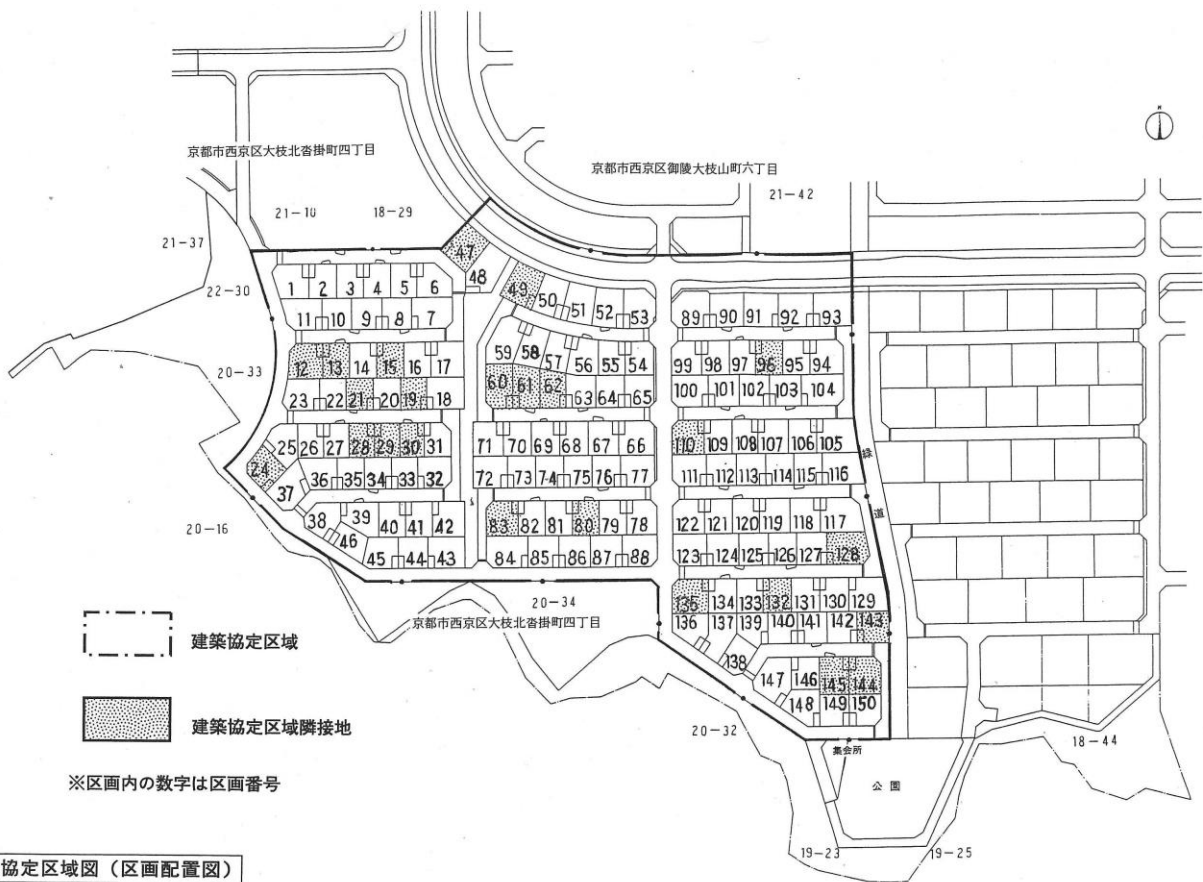 京都市西京区大枝北沓掛町四丁目
京都市西京区御陵大枝山町六丁目
21-42
21-10 18-29
21-37
22-30
20-33
20-16
47
48
49 50 51 52 53
1 2 3 4 5 6
11 10 9 8 7
12 13 14 15 16 17
23 22 21 20 19 18
24 25 26 27 28 29 30 31
37 36 35 34 33 32
38 39 40 41 42
46 45 44 43
59 58 57 56 55 54
60 61 62 63 64 65
71 70 69 68 67 66
72 73 74 75 76 77
83 82 81 80 79 78
84 85 86 87 88
89 90 91 92 93
99 98 97 96 95 94
100 101 102 103 104
110 109 108 107 106 105
111 112 113 114 115 116
122 121 120 119 118 117
123 124 125 126 127 128
135 134 133 132 131 130 129
136 137 139 140 141 142 143
138
147 146 145 144
148 149 150
緑道
20-34
京都市西京区大枝北沓掛町四丁目
建築協定区域
建築協定区域隣接地
※区画内の数字は区画番号
20-32
集会所
公園
18-44
19-23 19-25
協定区域図(区画配置図)